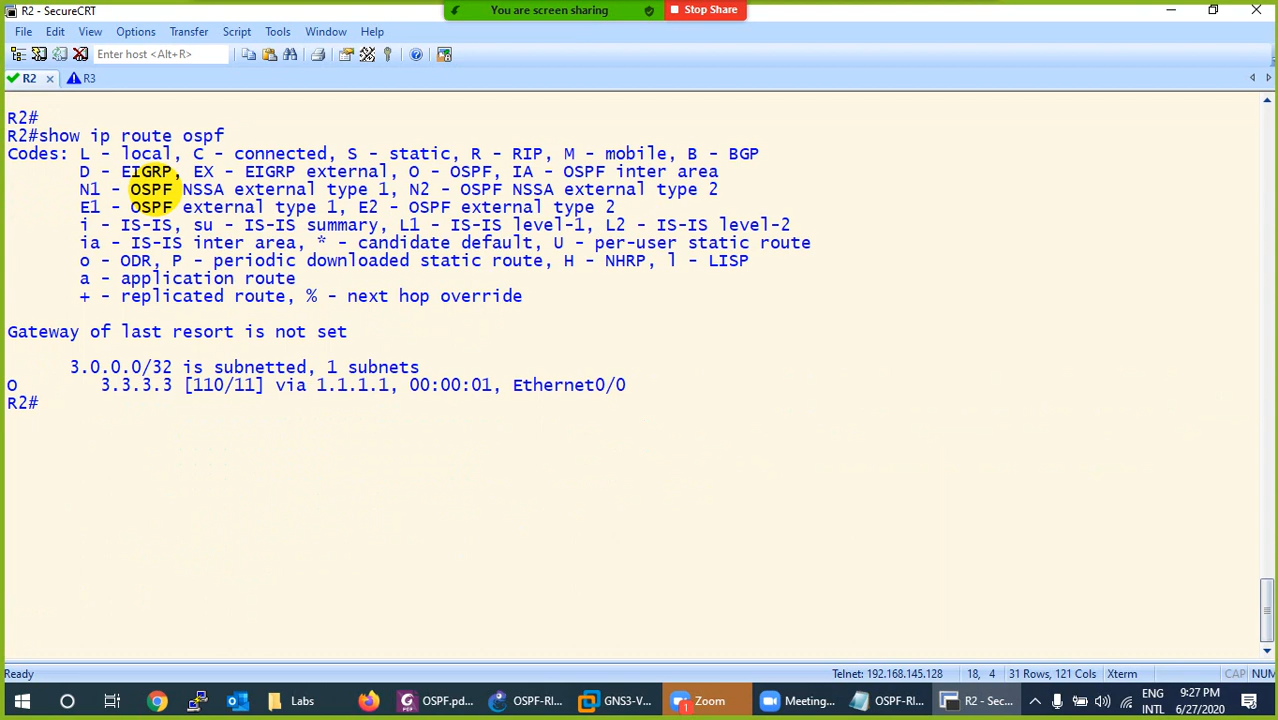 R2 - SecureCRT
You are screen sharing
Stop Share
File Edit View Options Transfer Script Tools Window Help
Enter host <Alt+R>
R2
R3
R2#
R2#show ip route ospf
Codes: L - local, C - connected, S - static, R - RIP, M - mobile, B - BGP
D - EIGRP, EX - EIGRP external, O - OSPF, IA - OSPF inter area
N1 - OSPF NSSA external type 1, N2 - OSPF NSSA external type 2
E1 - OSPF external type 1, E2 - OSPF external type 2
i - IS-IS, su - IS-IS summary, L1 - IS-IS level-1, L2 - IS-IS level-2
ia - IS-IS inter area, * - candidate default, U - per-user static route
o - ODR, P - periodic downloaded static route, H - NHRP, l - LISP
a - application route
+ - replicated route, % - next hop override
Gateway of last resort is not set
3.0.0.0/32 is subnetted, 1 subnets
O 3.3.3.3 [110/11] via 1.1.1.1, 00:00:01, Ethernet0/0
R2#
Ready Telnet: 192.168.145.128 18, 4 31 Rows, 121 Cols Xterm CAP NUM
Labs OSPF.pd... OSPF-RI... GNS3-V... 1 Zoom Meeting... OSPF-RI... R2 - Sec... ENG 9:27 PM
INTL 6/27/2020